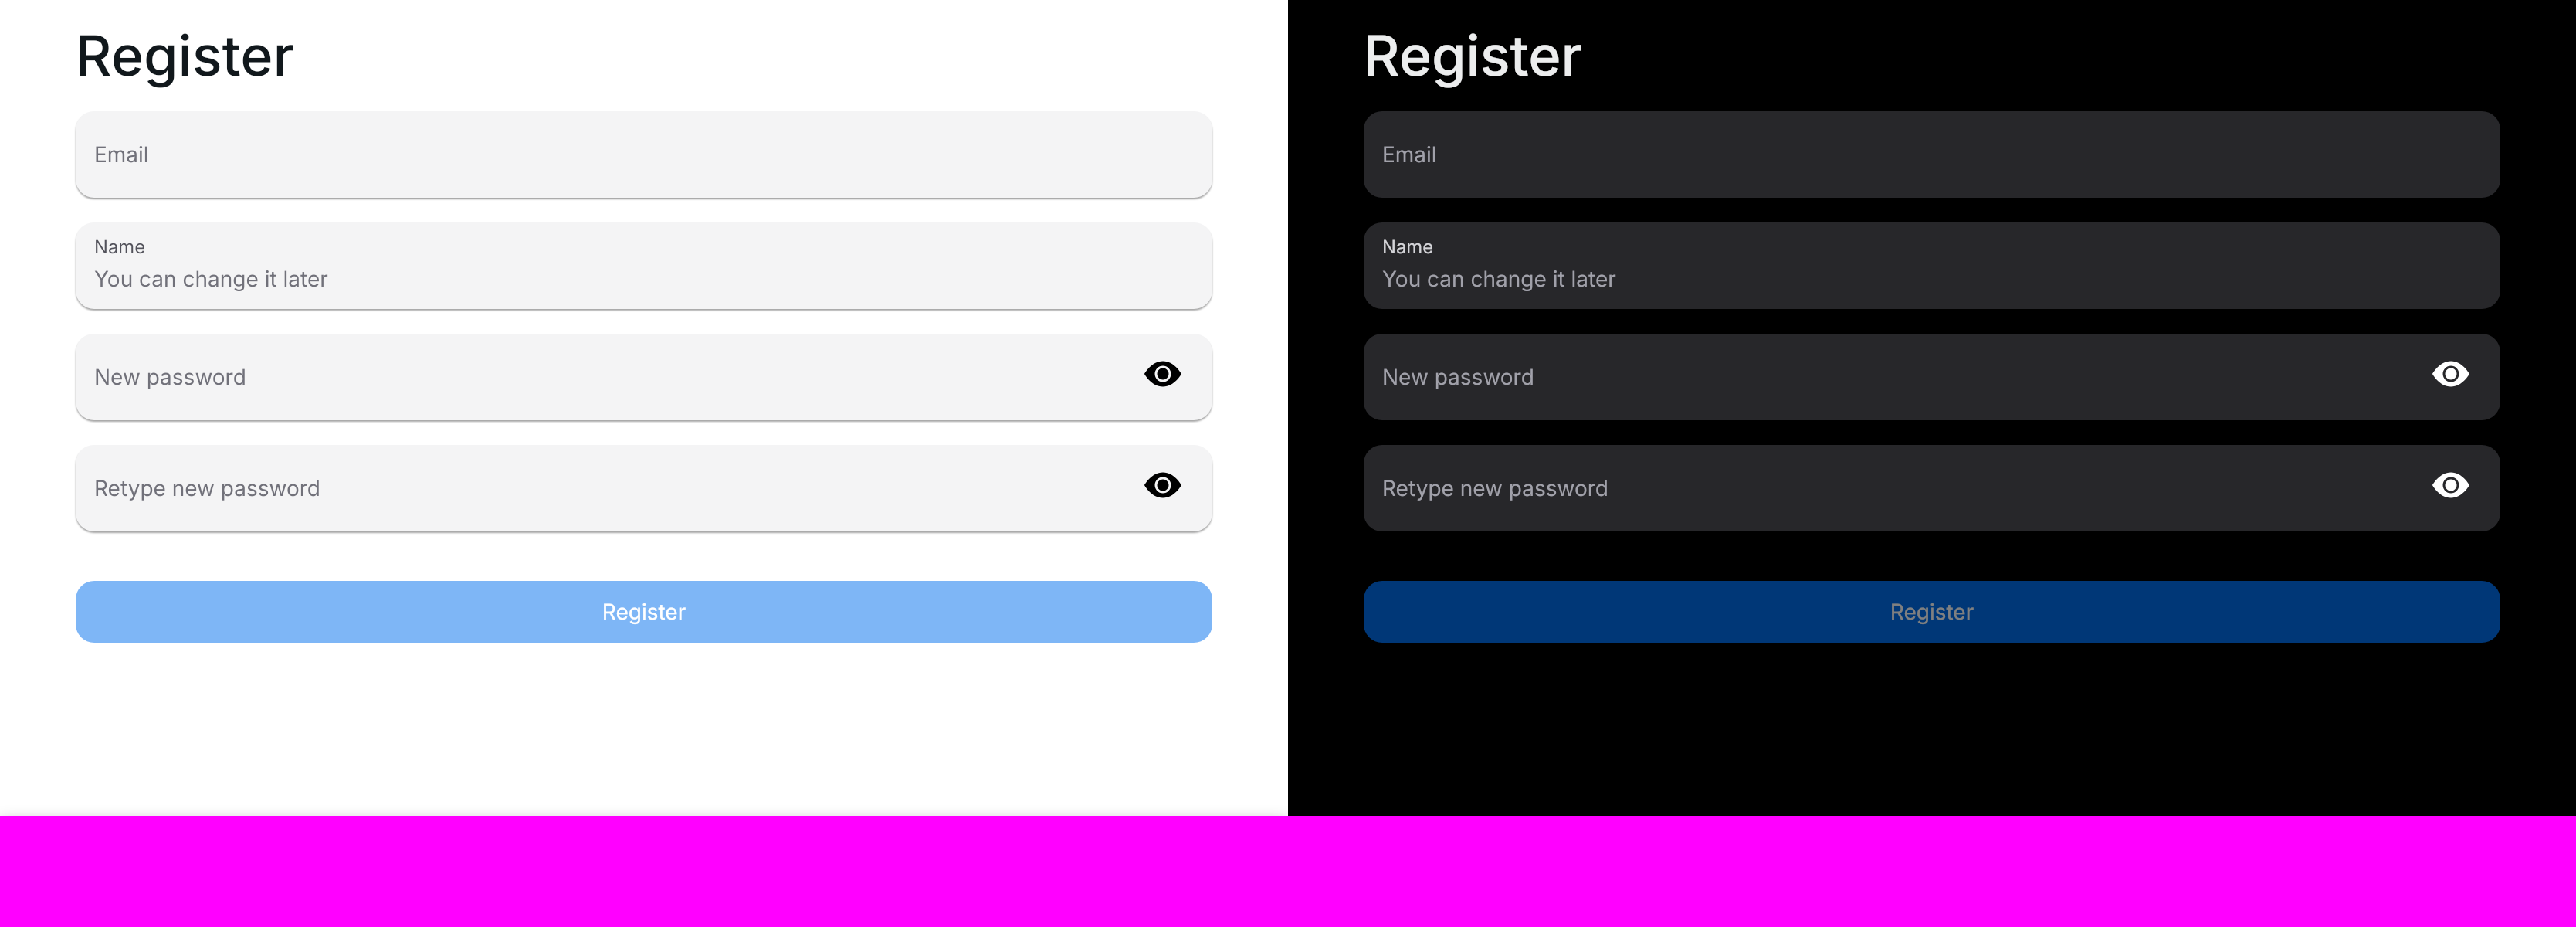 Register
Email
Name
You can change it later
New password
Retype new password
Register
Register
Email
Name
You can change it later
New password
Retype new password
Register